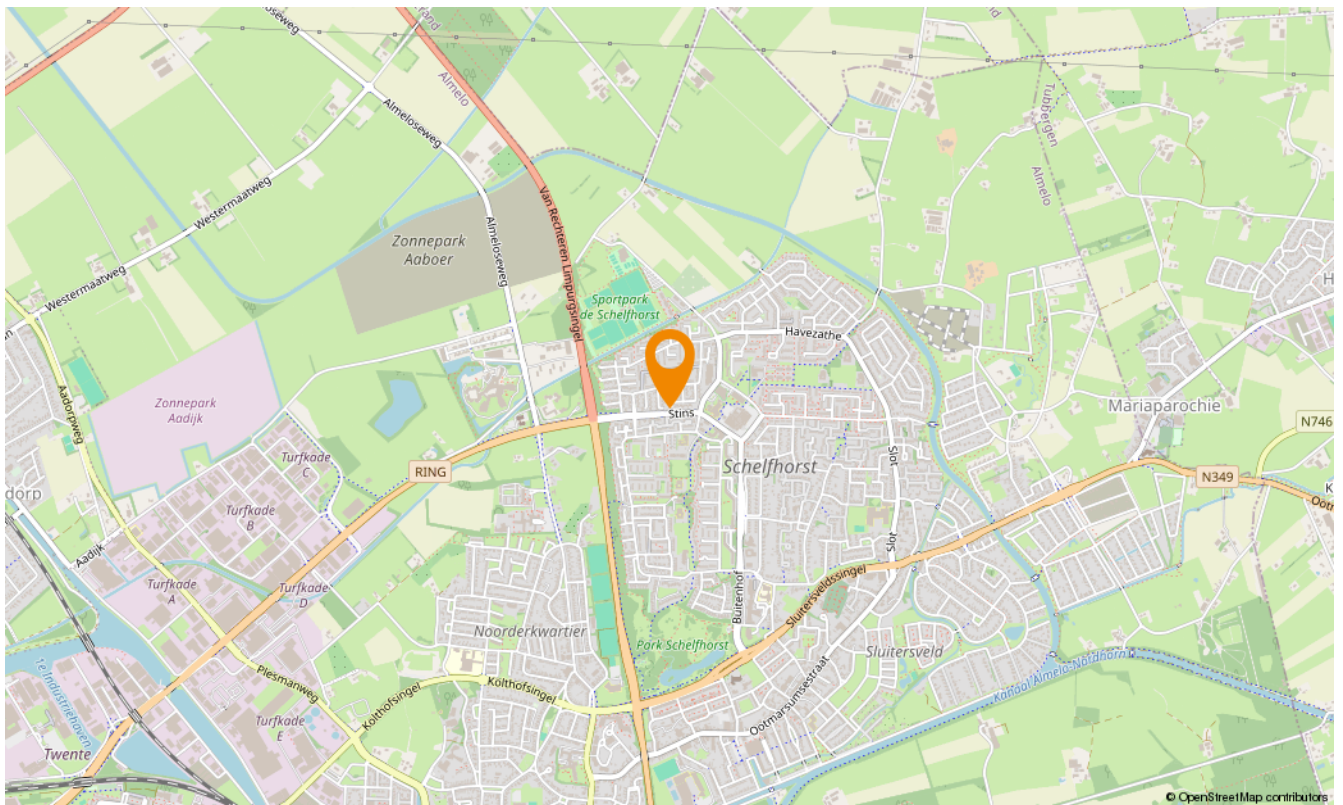 Almeloseweg
Almelo
Tubbergen
Almelo
Westermaatweg
Almeloseweg
Van Rechteren Limpurgsingel
Zonnepark
Aaboer
Almeloseweg
Westermaatweg
Sportpark
de Schelfhorst
Havezathe
Aadorpweg
Zonnepark
Aadijk
Stins
Mariaparochie
N746
Turfkade
C
RING
Schelfhorst
Slot
N349
Turfkade
B
Aadijk
Slot
Turfkade
A
Turfkade
D
Buitenhof
Sluitersveldssingel
Noorderkwartier
Park Schelfhorst
Sluitersveld
Kanaal Almelo-Nordhorn
Plesmanweg
Kolthofsingel
Kolthofsingel
Ootmarsumsestraat
Turfkade
E
Twente
© OpenStreetMap contributors